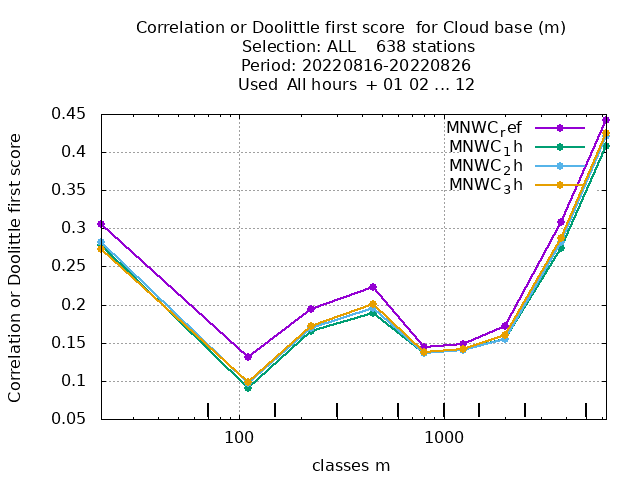 Correlation or Doolittle first score  for Cloud base (m)
Selection: ALL    638 stations
Period: 20220816-20220826
Used  All hours  + 01 02 ... 12
Correlation or Doolittle first score
0.45
0.4
0.35
0.3
0.25
0.2
0.15
0.1
0.05
MNWC_ref
MNWC_1h
MNWC_2h
MNWC_3h
100
1000
classes m